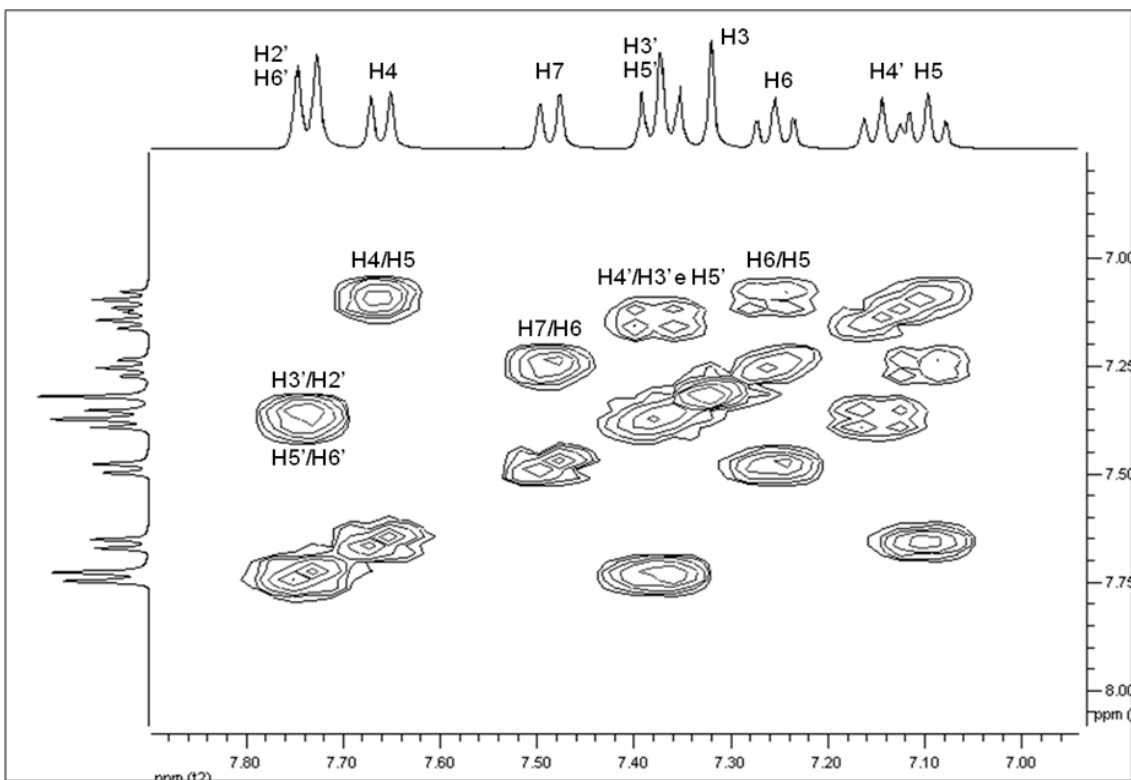 H2’
H6’
H4
H7
H3’
H5’
H3
H6
H4’ H5
H4/H5
H4’/H3’ e H5’
H6/H5
H7/H6
H3’/H2’
H5’/H6’
7.00
7.25
7.50
7.75
8.00
ppm (
7.80
7.70
7.60
7.50
7.40
7.30
7.20
7.10
7.00
ppm (t2)